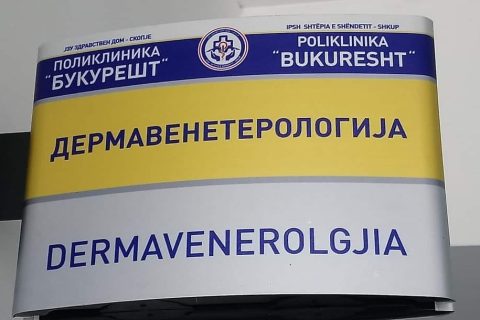 ЈЗУ ЗДРАВСТВЕН ДОМ - СКОПЈЕ
ПОЛИКЛИНИКА
"БУКУРЕШТ"
IPSH SHTËPIA E SHËNDETIT - SHKUP
POLIKLINIKA
"BUKURESHT"
ДЕРМАВЕНЕТЕРОЛОГИЈА
DERMAVENEROLGJIA